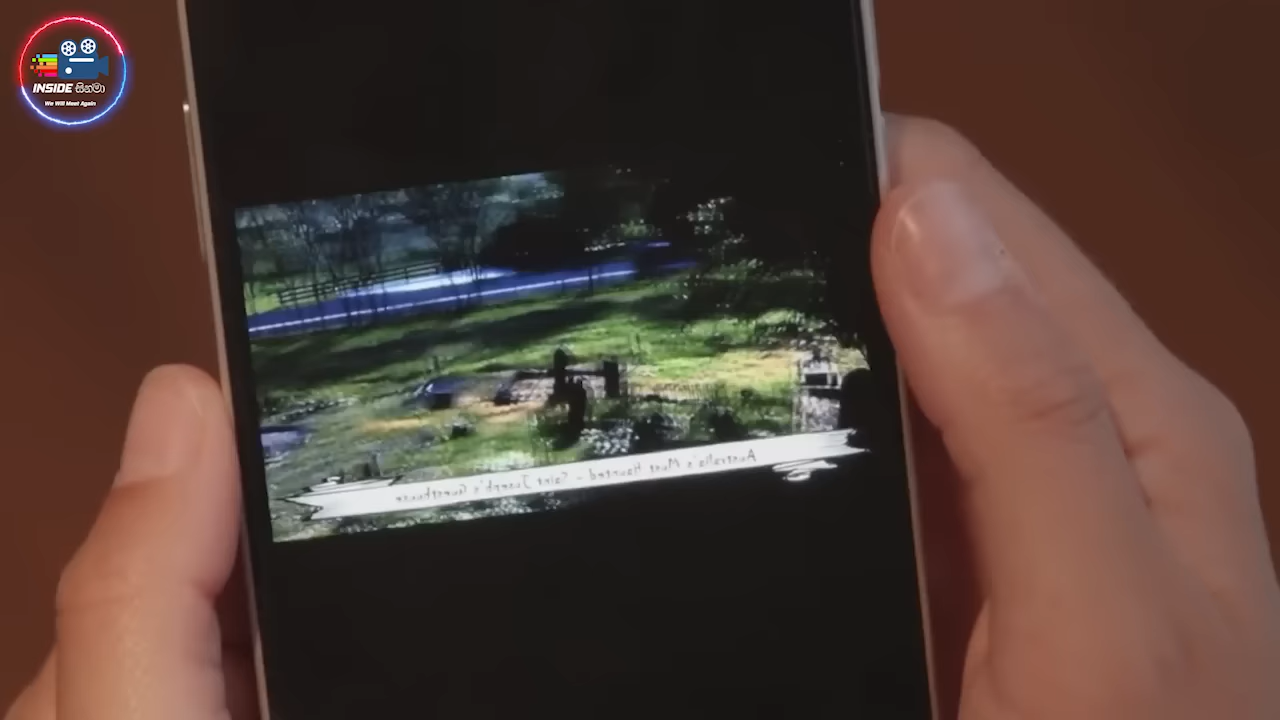 INSIDE සිනමා
We Will Meet Again
Australia's Most Haunted - Saint Joseph's Guesthouse